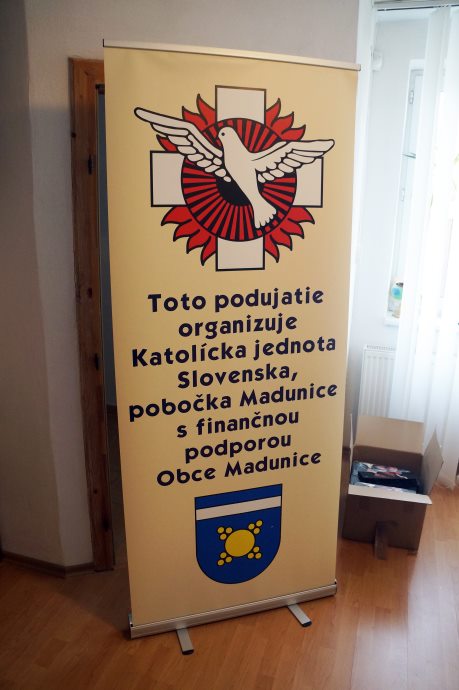 Toto podujatie
organizuje
Katolícka jednota
Slovenska,
pobočka Madunice
s finančnou
podporou
Obce Madunice